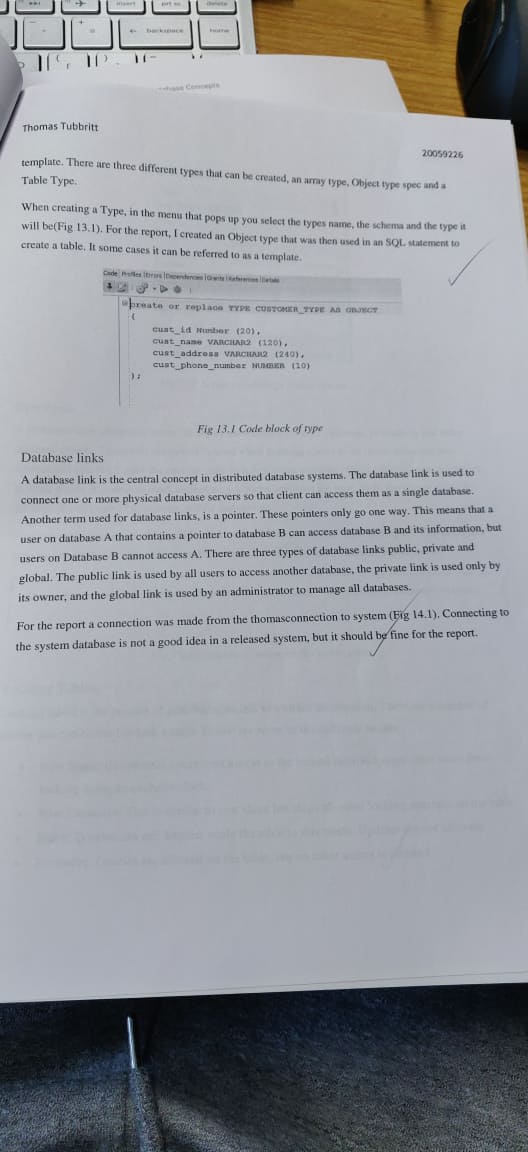 insert
prt sc
delete
backspace
home
Concepts
Thomas Tubbritt
20059226
template. There are three different types that can be created, an array type, Object type spec and a
Table Type.
When creating a Type, in the menu that pops up you select the types name, the schema and the type it
will be(Fig 13.1). For the report, I created an Object type that was then used in an SQL statement to
create a table. It some cases it can be referred to as a template.
Code Profiles Errors Dependencies Grants References Details
create or replace TYPE CUSTOMER_TYPE AS OBJECT
(
cust_id Number (20),
cust_name VARCHAR2 (120),
cust_address VARCHAR2 (240),
cust_phone_number NUMBER (10)
);
Fig 13.1 Code block of type
Database links
A database link is the central concept in distributed database systems. The database link is used to
connect one or more physical database servers so that client can access them as a single database.
Another term used for database links, is a pointer. These pointers only go one way. This means that a
user on database A that contains a pointer to database B can access database B and its information, but
users on Database B cannot access A. There are three types of database links public, private and
global. The public link is used by all users to access another database, the private link is used only by
its owner, and the global link is used by an administrator to manage all databases.
For the report a connection was made from the thomasconnection to system (Fig 14.1). Connecting to
the system database is not a good idea in a released system, but it should be fine for the report.